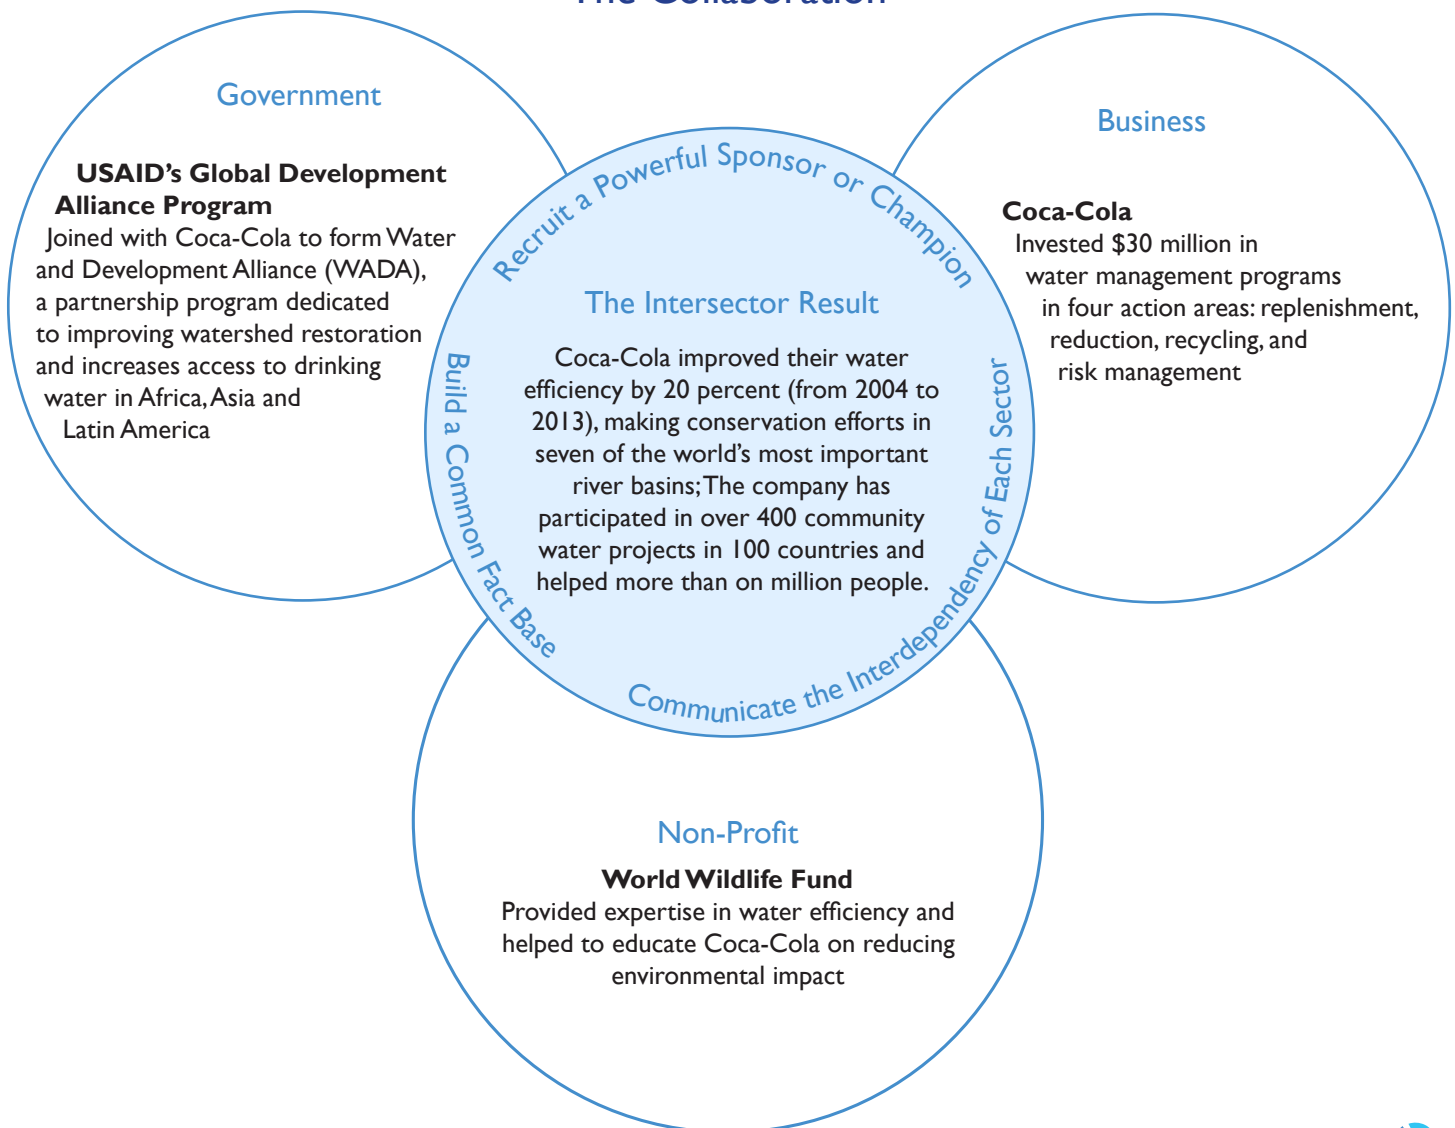 The Collaboration
Government
USAID's Global Development
Alliance Program
Joined with Coca-Cola to form Water
and Development Alliance (WADA),
a partnership program dedicated
to improving watershed restoration
and increases access to drinking
water in Africa, Asia and
Latin America
Business
Coca-Cola
Invested $30 million in
water management programs
in four action areas: replenishment,
reduction, recycling, and
risk management
Recruit a Powerful Sponsor or Champion
Build a Common Fact Base
Communicate the Interdependency of Each Sector
The Intersector Result
Coca-Cola improved their water
efficiency by 20 percent (from 2004 to
2013), making conservation efforts in
seven of the world's most important
river basins; The company has
participated in over 400 community
water projects in 100 countries and
helped more than on million people.
Non-Profit
World Wildlife Fund
Provided expertise in water efficiency and
helped to educate Coca-Cola on reducing
environmental impact